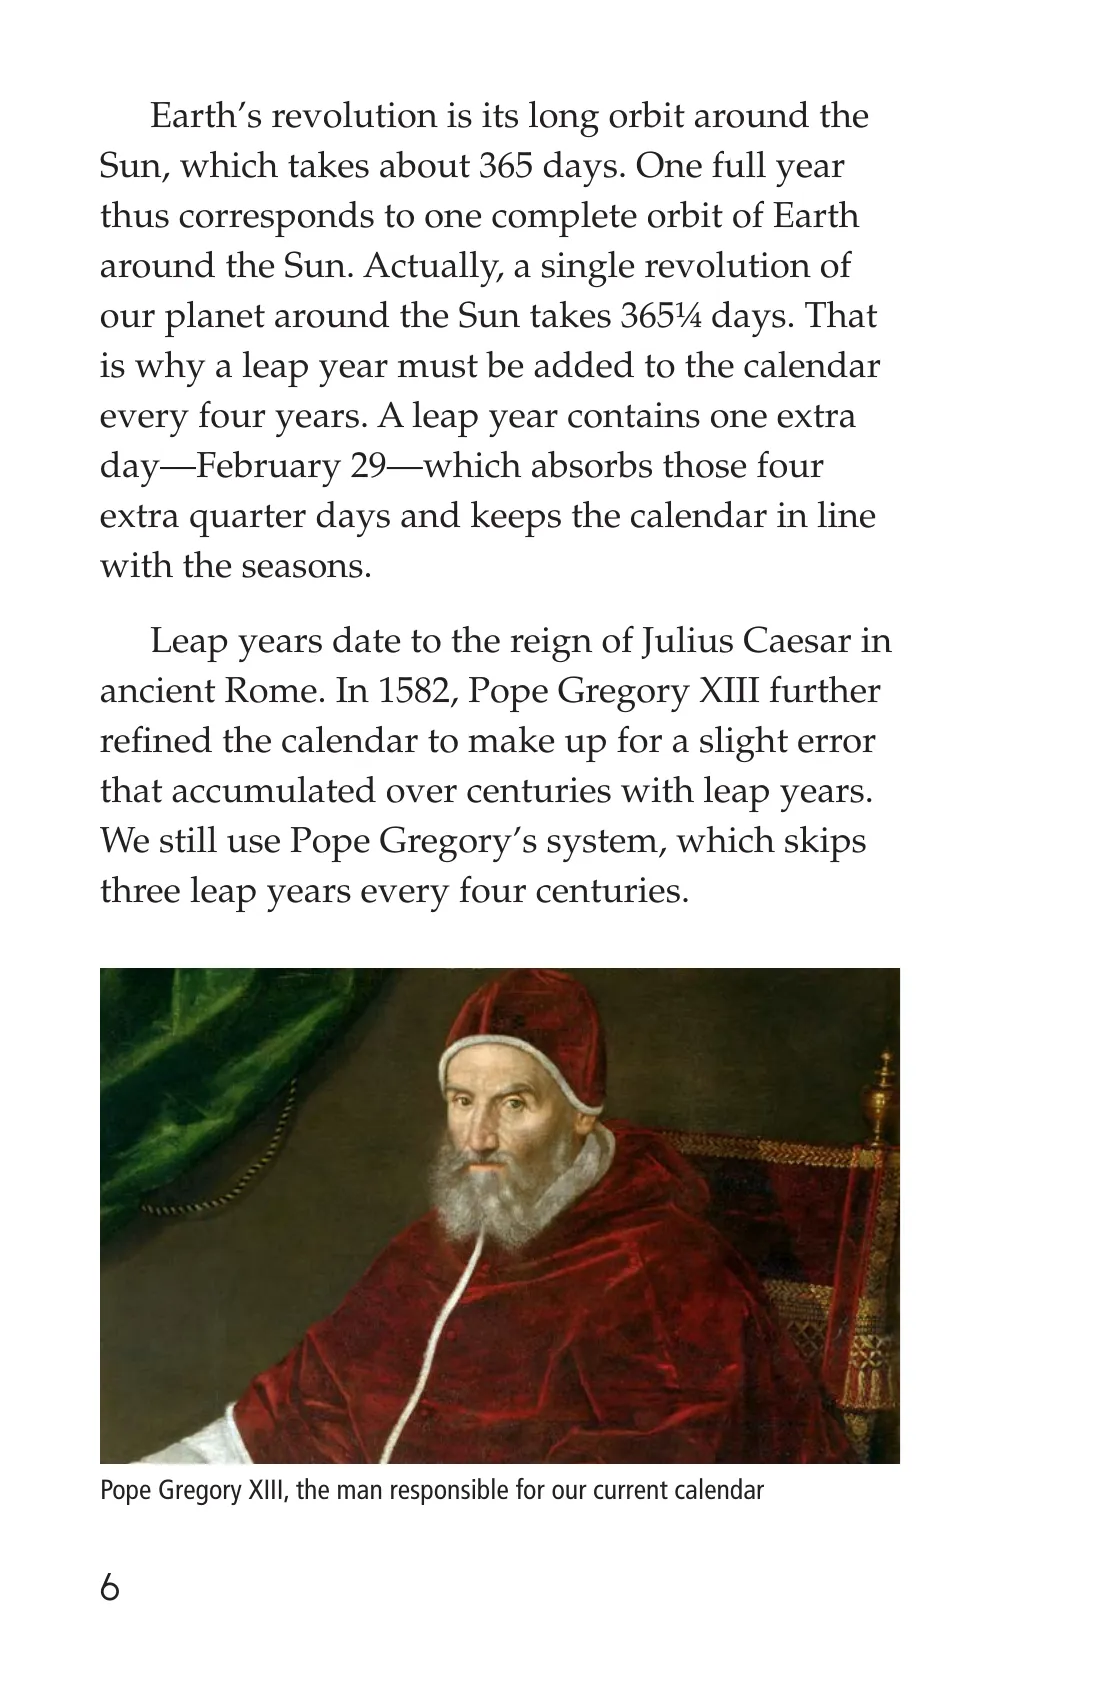 Earth’s revolution is its long orbit around the
Sun, which takes about 365 days. One full year
thus corresponds to one complete orbit of Earth
around the Sun. Actually, a single revolution of
our planet around the Sun takes 365¼ days. That
is why a leap year must be added to the calendar
every four years. A leap year contains one extra
day—February 29—which absorbs those four
extra quarter days and keeps the calendar in line
with the seasons.
Leap years date to the reign of Julius Caesar in
ancient Rome. In 1582, Pope Gregory XIII further
refined the calendar to make up for a slight error
that accumulated over centuries with leap years.
We still use Pope Gregory’s system, which skips
three leap years every four centuries.
Pope Gregory XIII, the man responsible for our current calendar
6